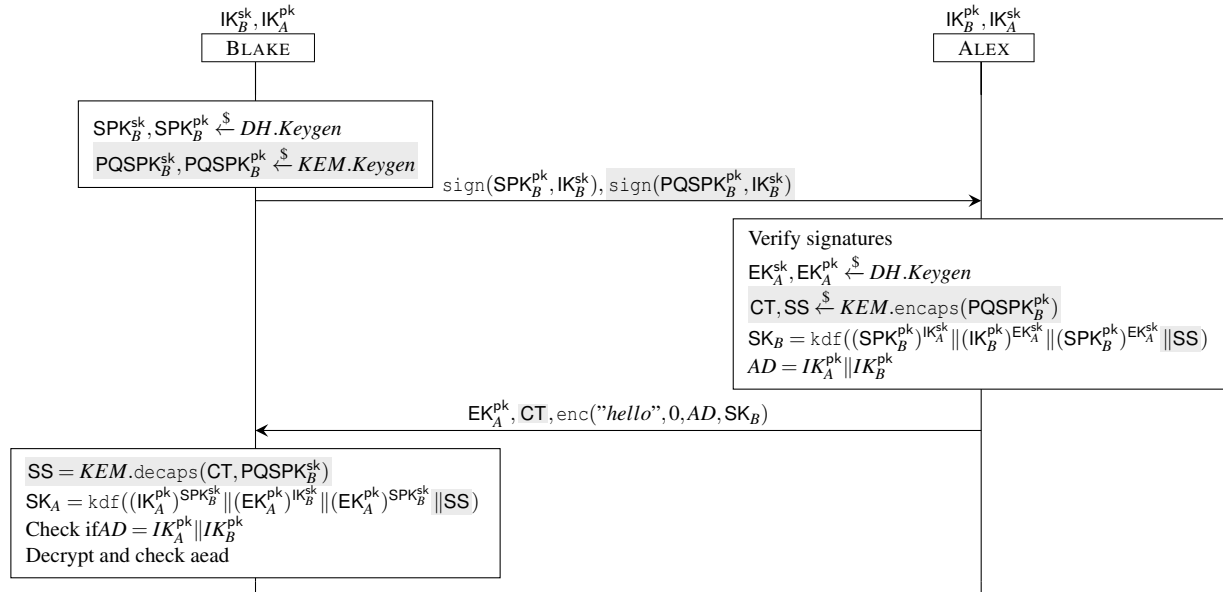 IK_B^sk, IK_A^pk
BLAKE
IK_B^pk, IK_A^sk
ALEX
SPK_B^sk, SPK_B^pk ←$ DH.Keygen
PQSPK_B^sk, PQSPK_B^pk ←$ KEM.Keygen
sign(SPK_B^pk, IK_B^sk), sign(PQSPK_B^pk, IK_B^sk)
Verify signatures
EK_A^sk, EK_A^pk ←$ DH.Keygen
CT, SS ←$ KEM.encaps(PQSPK_B^pk)
SK_B = kdf((SPK_B^pk)^IK_A^sk ‖(IK_B^pk)^EK_A^sk ‖(SPK_B^pk)^EK_A^sk ‖SS)
AD = IK_A^pk‖IK_B^pk
EK_A^pk, CT, enc("hello", 0, AD, SK_B)
SS = KEM.decaps(CT, PQSPK_B^sk)
SK_A = kdf((IK_A^pk)^SPK_B^sk ‖(EK_A^pk)^IK_B^sk ‖(EK_A^pk)^SPK_B^sk ‖SS)
Check ifAD = IK_A^pk‖IK_B^pk
Decrypt and check aead